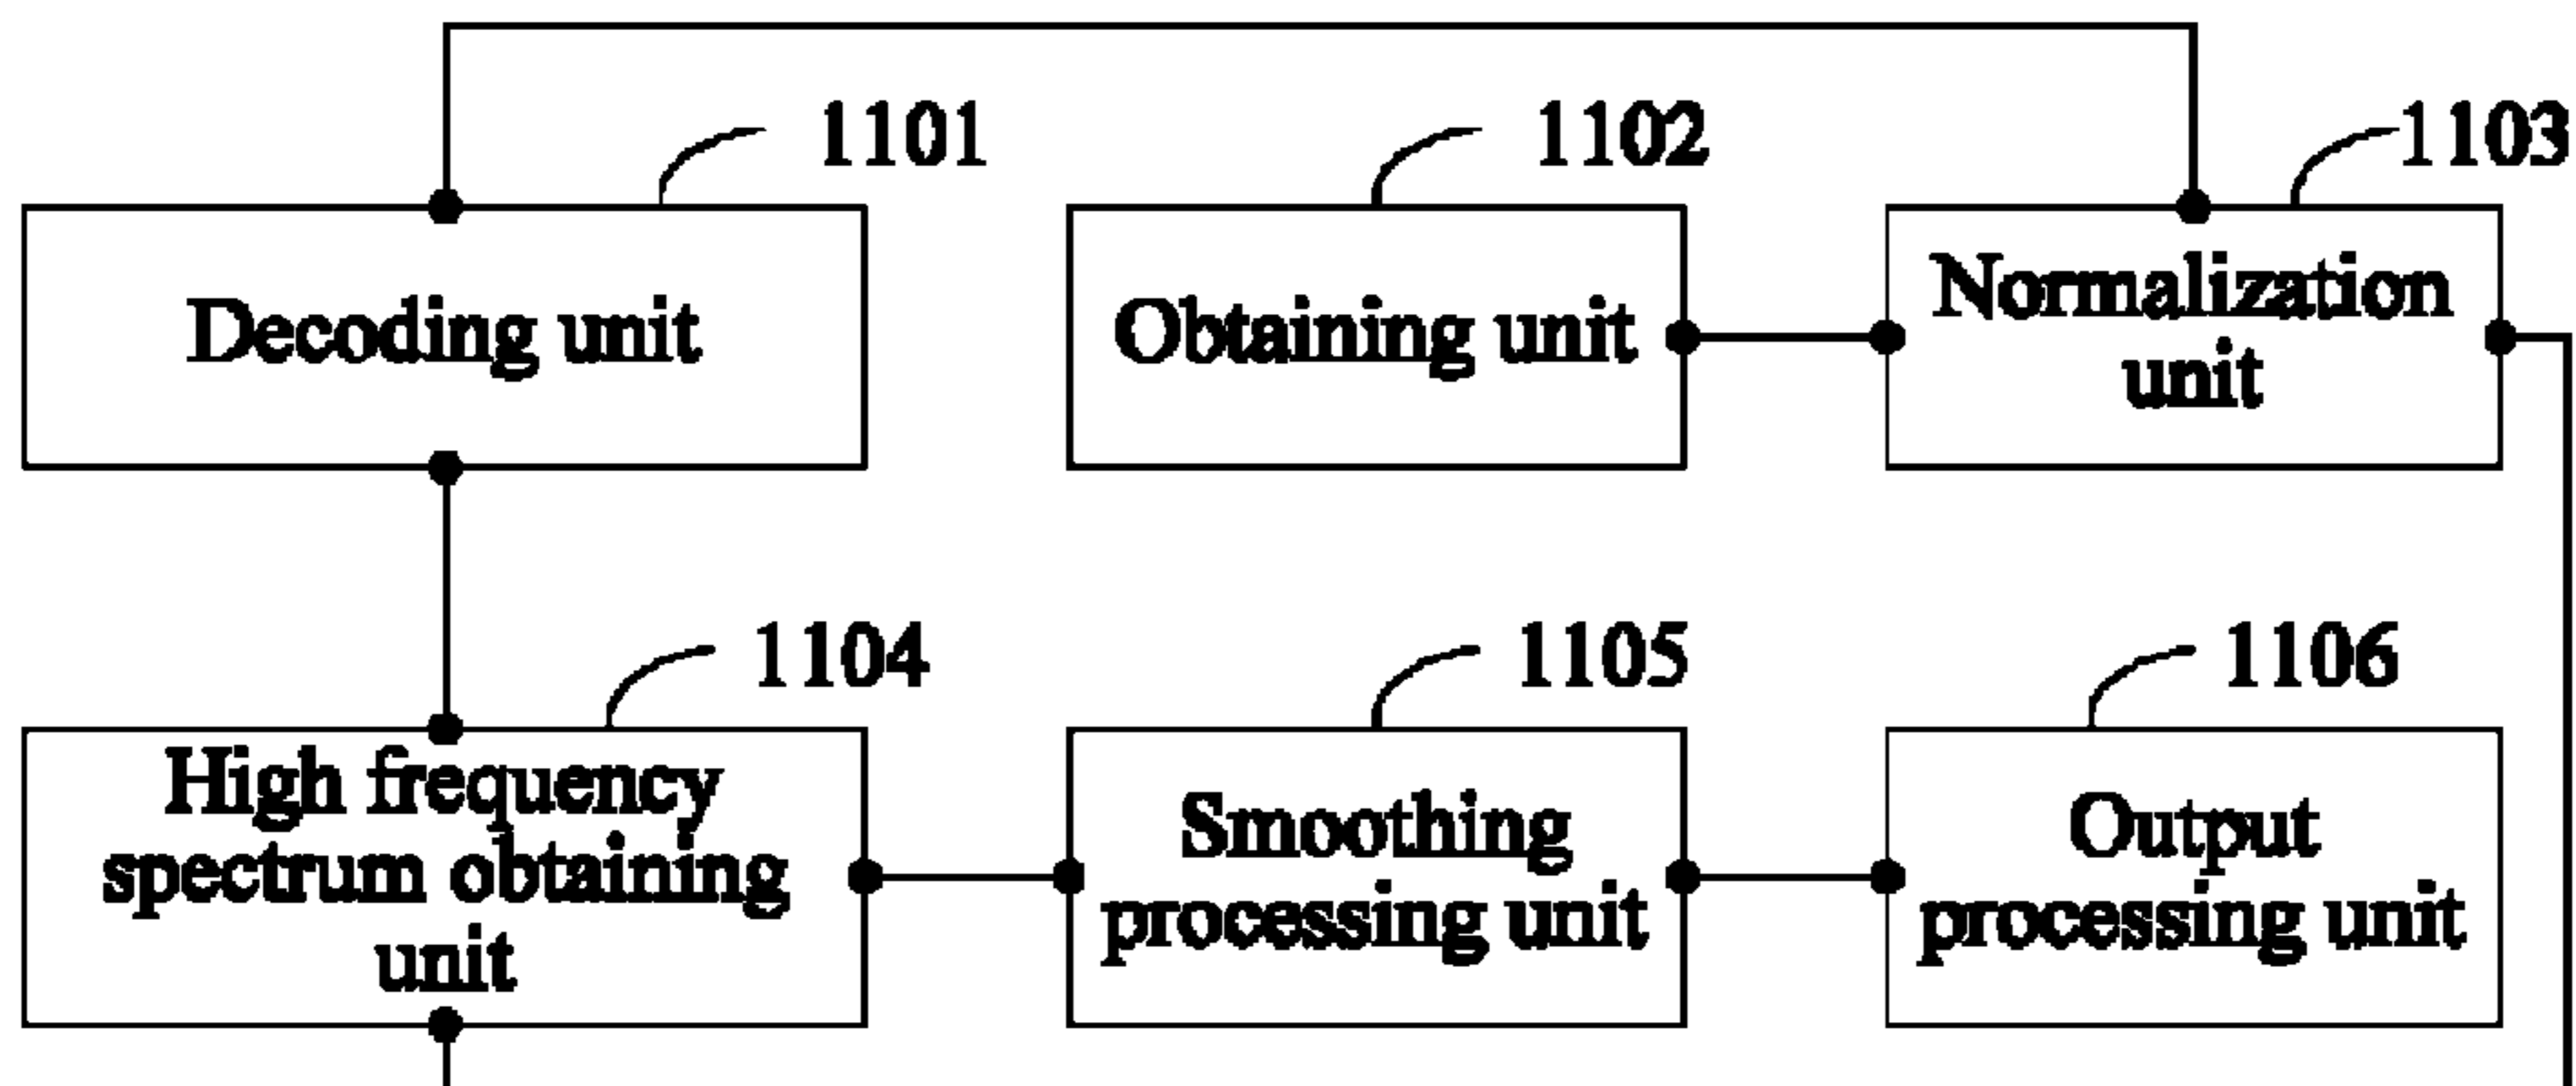 1101
1102
1103
Decoding unit
Obtaining unit
Normalization
unit
1104
1105
1106
High frequency
spectrum obtaining
unit
Smoothing
processing unit
Output
processing unit